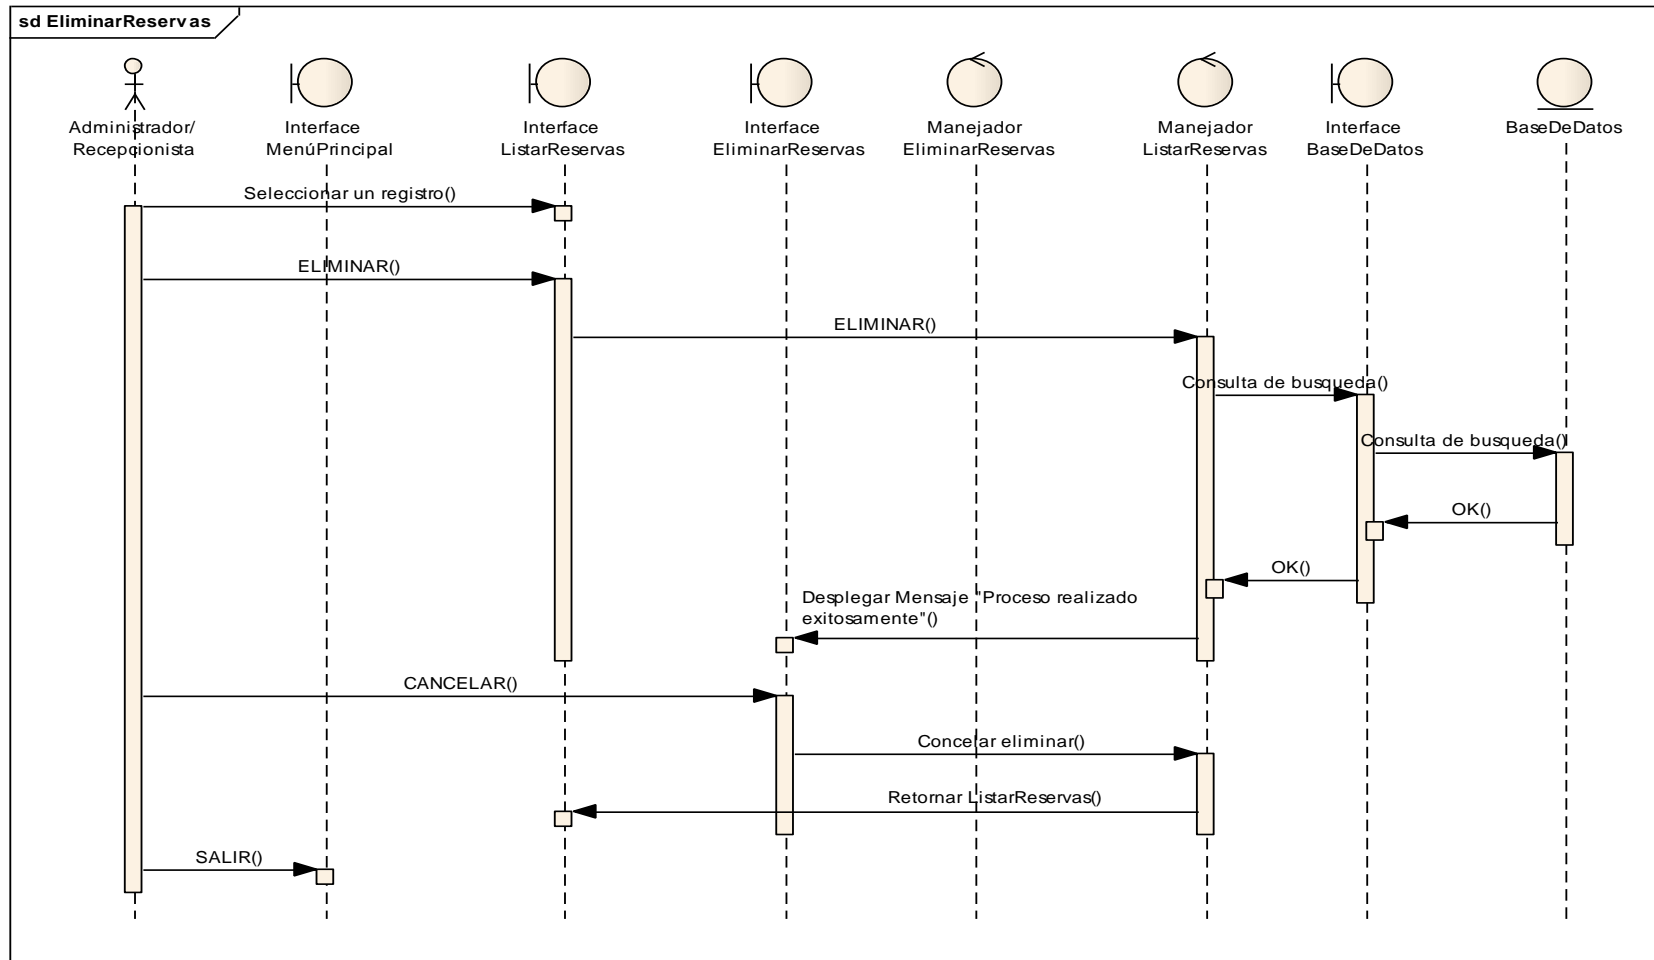 sd EliminarReservas
Administrador/
Recepcionista
Interface
MenúPrincipal
Interface
ListarReservas
Interface
EliminarReservas
Manejador
EliminarReservas
Manejador
ListarReservas
Interface
BaseDeDatos
BaseDeDatos
Seleccionar un registro()
ELIMINAR()
ELIMINAR()
Consulta de busqueda()
Consulta de busqueda()
OK()
OK()
Desplegar Mensaje "Proceso realizado
exitosamente"()
CANCELAR()
Concelar eliminar()
Retornar ListarReservas()
SALIR()